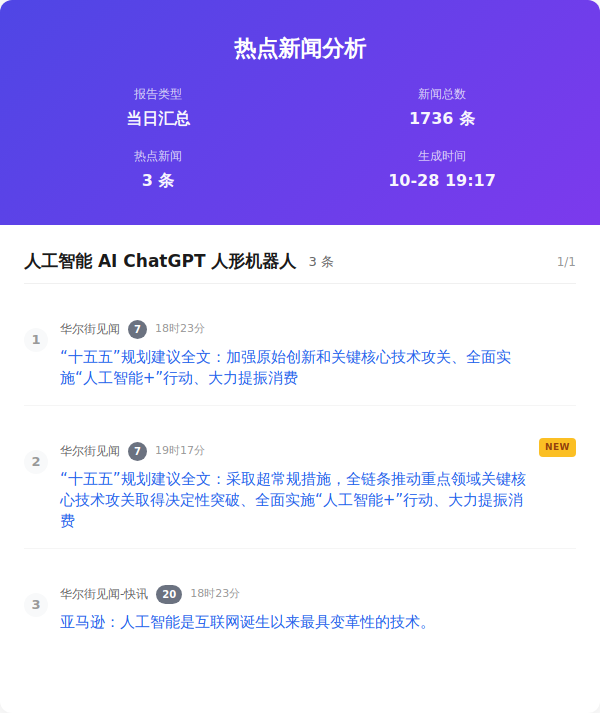 热点新闻分析
报告类型
新闻总数
当日汇总
1736 条
热点新闻
生成时间
3 条
10-28 19:17
人工智能 AI ChatGPT 人形机器人 3 条 1/1
1
华尔街见闻 7 18时23分
“十五五”规划建议全文：加强原始创新和关键核心技术攻关、全面实
施“人工智能+”行动、大力提振消费
2
华尔街见闻 7 19时17分 NEW
“十五五”规划建议全文：采取超常规措施，全链条推动重点领域关键核
心技术攻关取得决定性突破、全面实施“人工智能+”行动、大力提振消
费
3
华尔街见闻-快讯 20 18时23分
亚马逊：人工智能是互联网诞生以来最具变革性的技术。